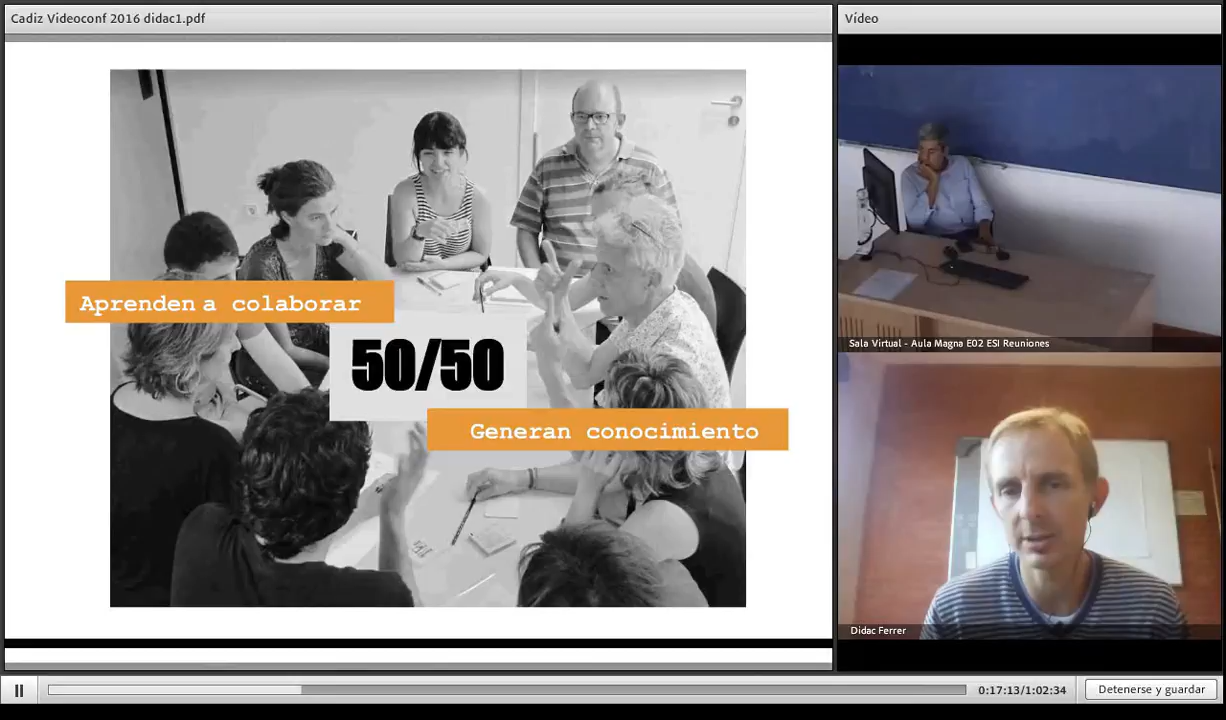 Cadiz Videoconf 2016 didac1.pdf
Vídeo
Aprenden a colaborar
50/50
Generan conocimiento
Sala Virtual - Aula Magna E02 ESI Reuniones
Didac Ferrer
0:17:13/1:02:34
Detenerse y guardar